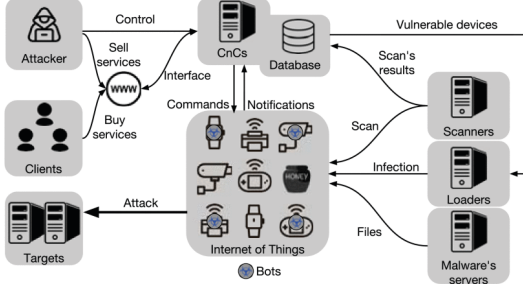 Control
Vulnerable devices
Attacker
Sell
services
CnCs
Database
Scan's
results
WWW
Interface
Buy
services
Commands
Notifications
Scan
Scanners
Clients
HONEY
Infection
Loaders
Attack
Files
Targets
Internet of Things
Bots
Malware's
servers